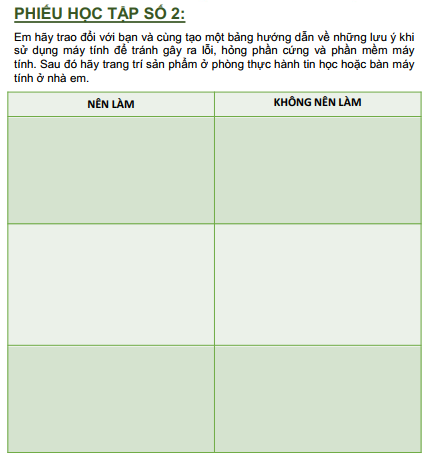 PHIẾU HỌC TẬP SỐ 2:
Em hãy trao đổi với bạn và cùng tạo một bảng hướng dẫn về những lưu ý khi
sử dụng máy tính để tránh gây ra lỗi, hỏng phần cứng và phần mềm máy
tính. Sau đó hãy trang trí sản phẩm ở phòng thực hành tin học hoặc bàn máy
tính ở nhà em.
NÊN LÀM
KHÔNG NÊN LÀM